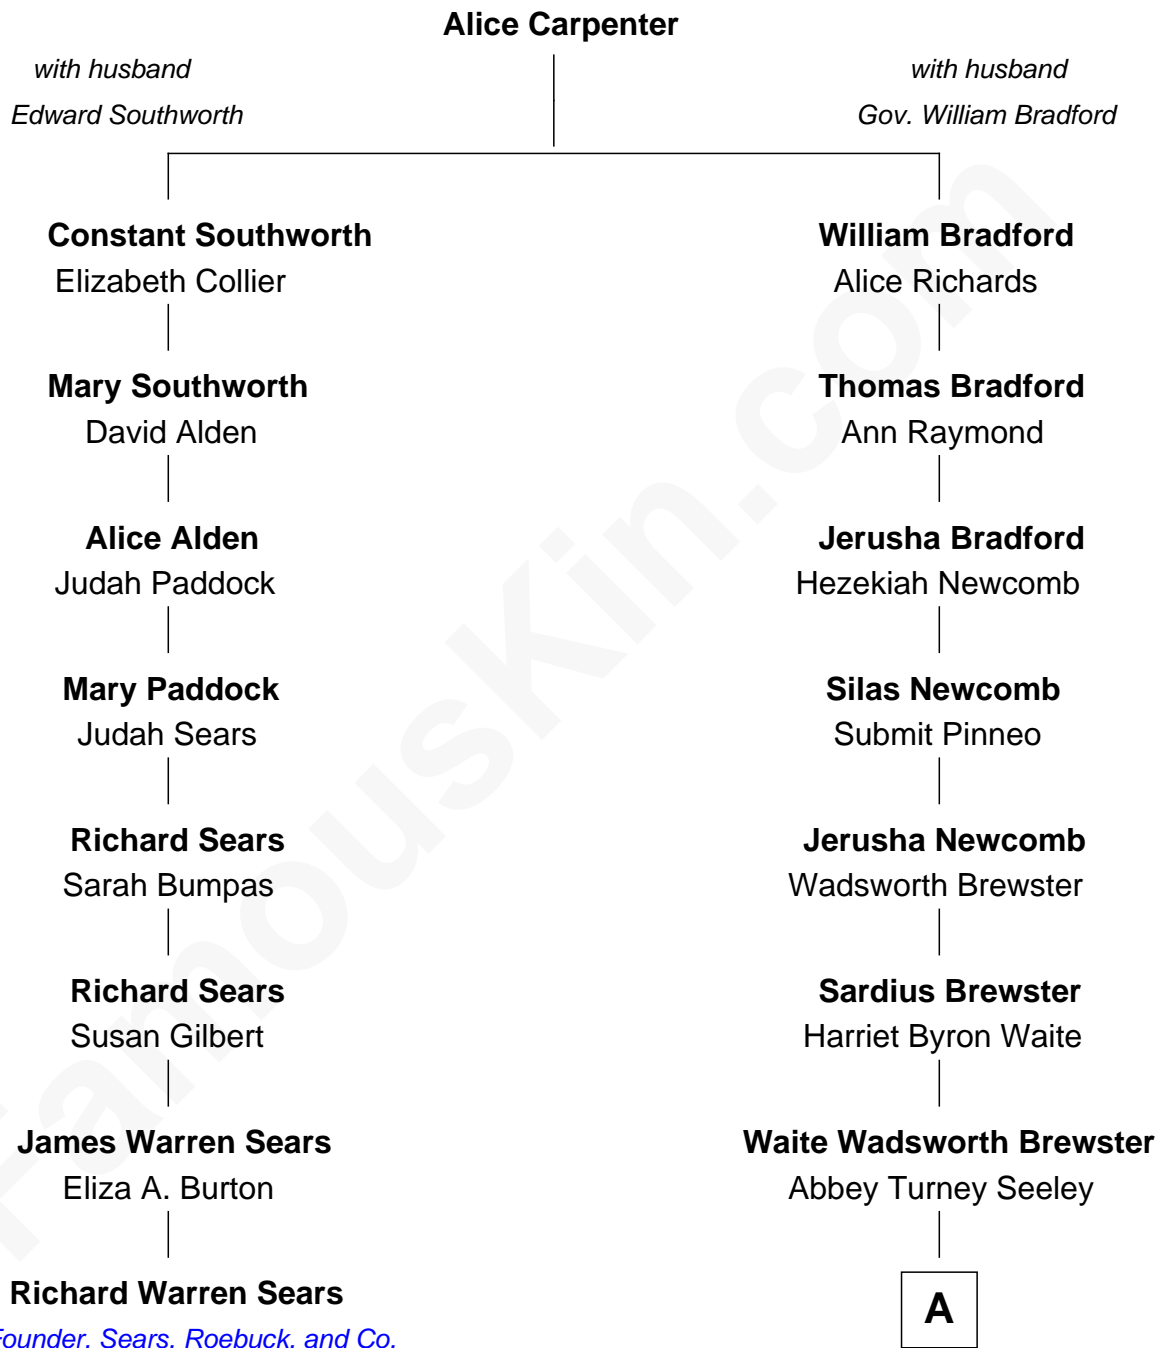 Alice Carpenter
with husband
Edward Southworth
with husband
Gov. William Bradford
Constant Southworth
Elizabeth Collier
William Bradford
Alice Richards
Mary Southworth
David Alden
Thomas Bradford
Ann Raymond
Alice Alden
Judah Paddock
Jerusha Bradford
Hezekiah Newcomb
Mary Paddock
Judah Sears
Silas Newcomb
Submit Pinneo
Richard Sears
Sarah Bumpas
Jerusha Newcomb
Wadsworth Brewster
Richard Sears
Susan Gilbert
Sardius Brewster
Harriet Byron Waite
James Warren Sears
Eliza A. Burton
Waite Wadsworth Brewster
Abbey Turney Seeley
Richard Warren Sears
Founder, Sears, Roebuck, and Co.
A
FamousKin.com